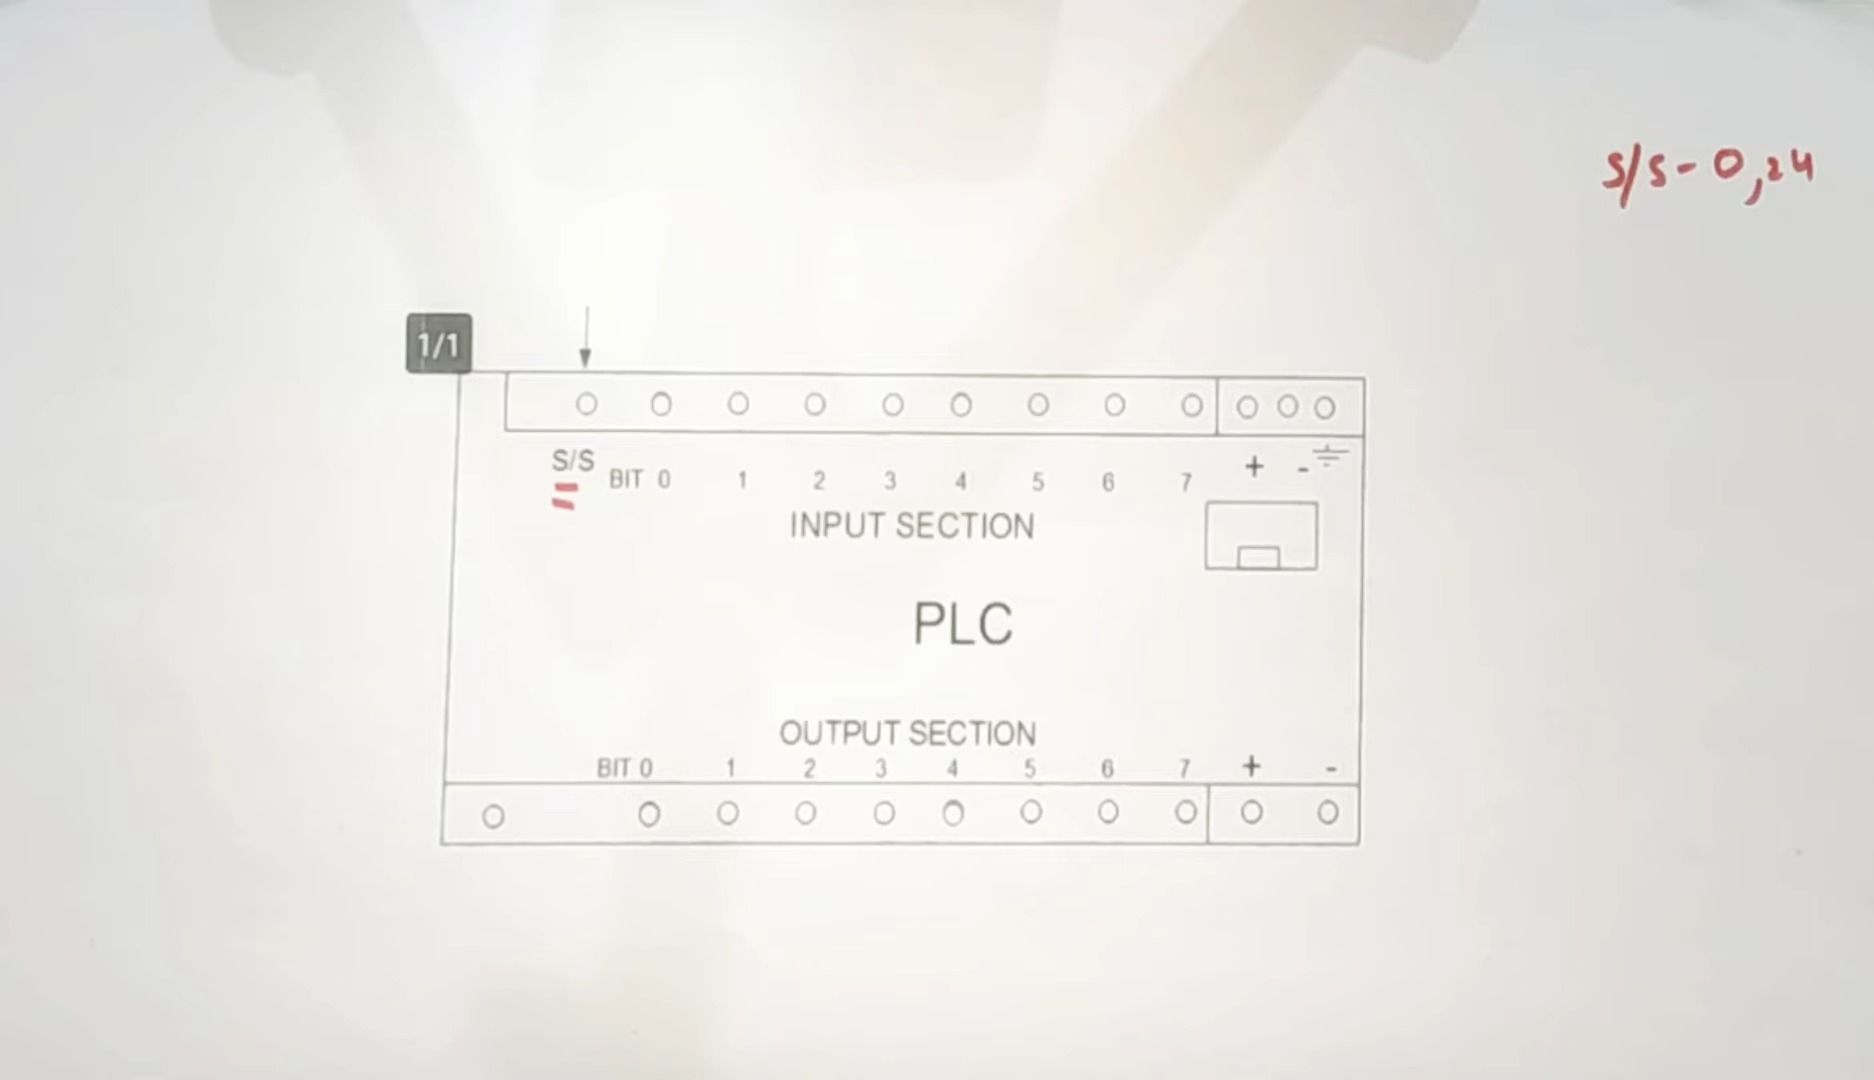 S/S - 0,24
1/1
S/S
BIT 0 1 2 3 4 5 6 7 + -
INPUT SECTION
PLC
OUTPUT SECTION
BIT 0 1 2 3 4 5 6 7 + -